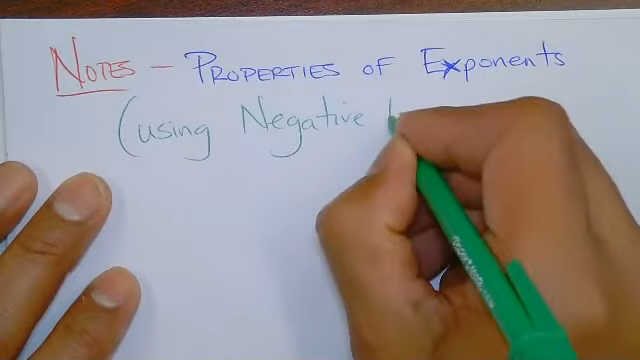 NOTES - PROPERTIES OF Exponents
(using Negative